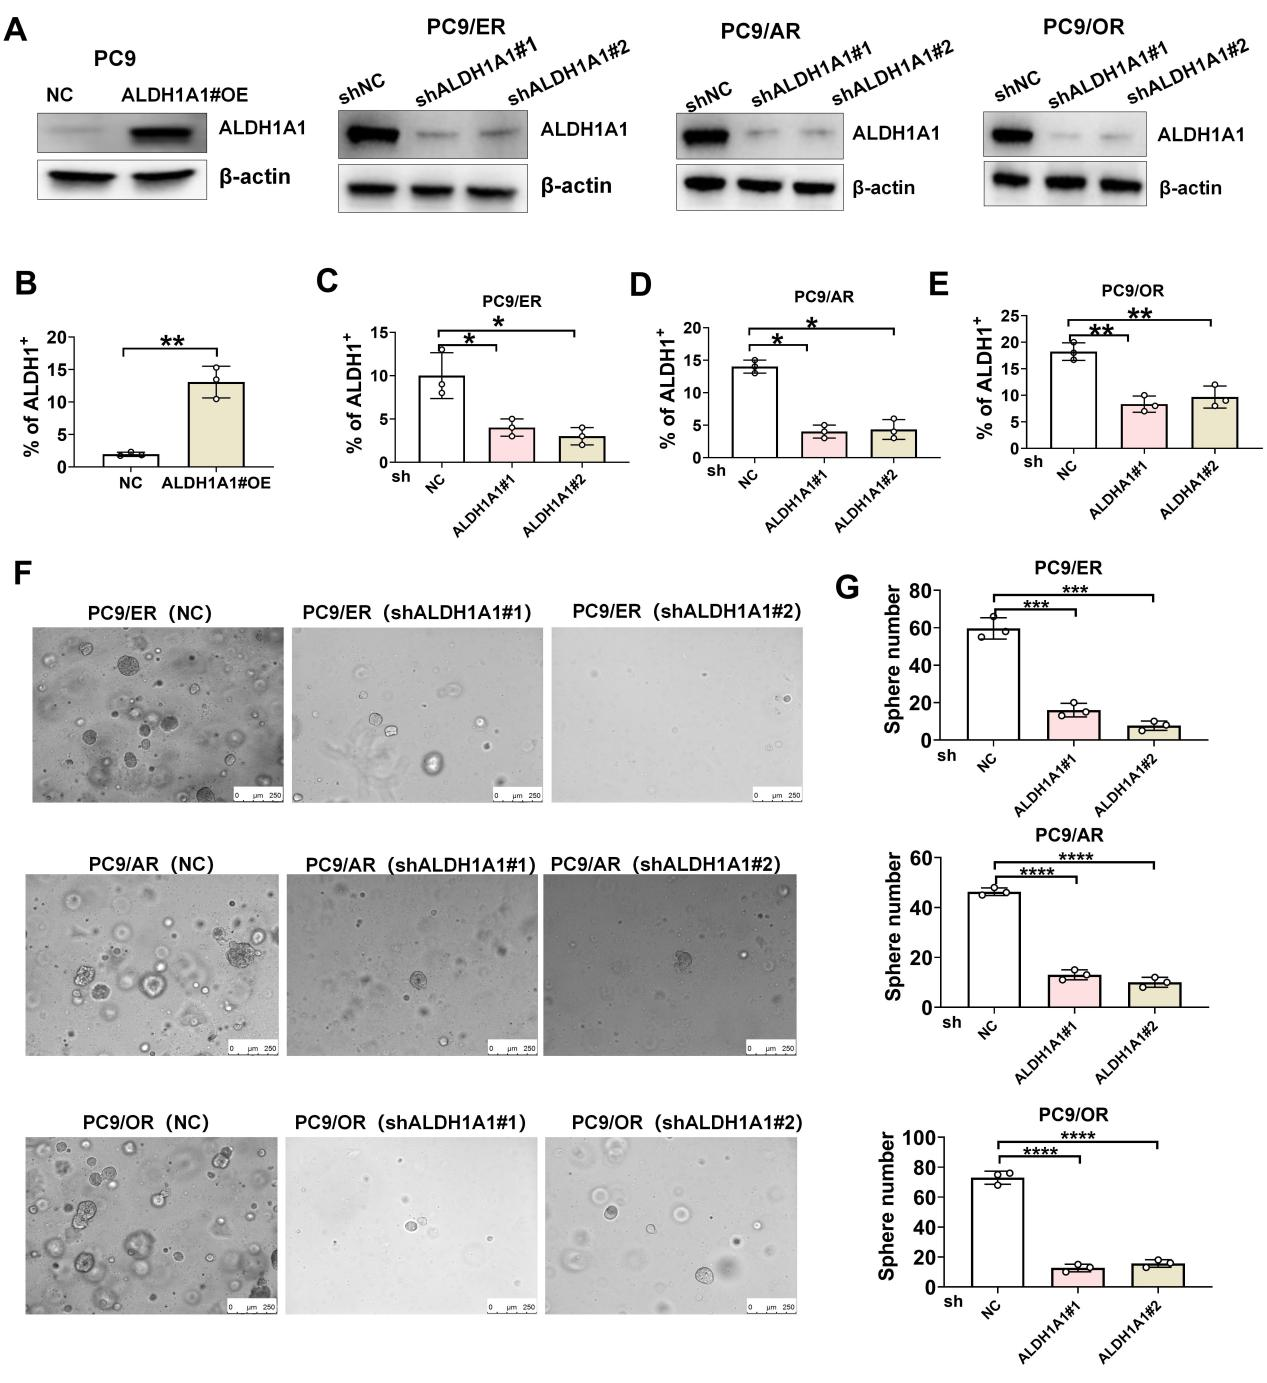 A
PC9
NC ALDH1A1#OE
ALDH1A1
β-actin
PC9/ER
shNC shALDH1A1#1 shALDH1A1#2
ALDH1A1
β-actin
PC9/AR
shNC shALDH1A1#1 shALDH1A1#2
ALDH1A1
β-actin
PC9/OR
shNC shALDH1A1#1 shALDH1A1#2
ALDH1A1
β-actin
B
% of ALDH1+
20
15
10
5
0
**
NC ALDH1A1#OE
C
PC9/ER
% of ALDH1+
15
10
5
0
*
*
sh NC ALDH1A1#1 ALDH1A1#2
D
PC9/AR
% of ALDH1+
20
15
10
5
0
*
*
sh NC ALDH1A1#1 ALDH1A1#2
E
PC9/OR
% of ALDH1+
25
20
15
10
5
0
**
**
sh NC ALDHA1#1 ALDHA1#2
F
PC9/ER（NC） PC9/ER（shALDH1A1#1） PC9/ER（shALDH1A1#2）
0 µm 250 0 µm 250 0 µm 250
PC9/AR（NC） PC9/AR（shALDH1A1#1） PC9/AR（shALDH1A1#2）
0 µm 250 0 µm 250 0 µm 250
PC9/OR（NC） PC9/OR（shALDH1A1#1） PC9/OR（shALDH1A1#2）
0 µm 250 0 µm 250 0 µm 250
G
PC9/ER
Sphere number
80
60
40
20
0
***
***
sh NC ALDH1A1#1 ALDH1A1#2
PC9/AR
Sphere number
60
40
20
0
****
****
sh NC ALDH1A1#1 ALDH1A1#2
PC9/OR
Sphere number
100
80
60
40
20
0
****
****
sh NC ALDH1A1#1 ALDH1A1#2